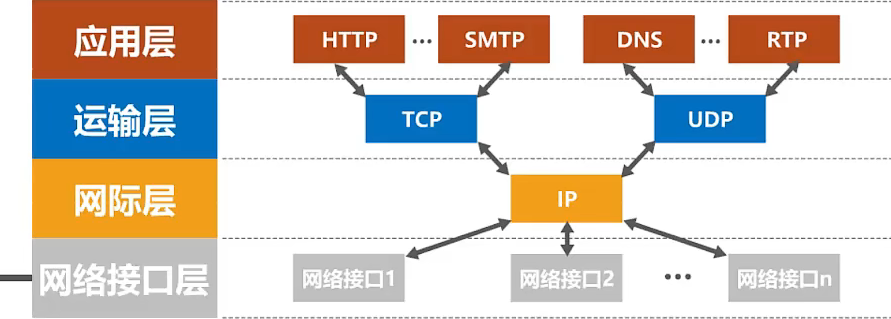 应用层
HTTP ••• SMTP DNS ••• RTP
运输层
TCP UDP
网际层
IP
网络接口层
网络接口1 网络接口2 ••• 网络接口n